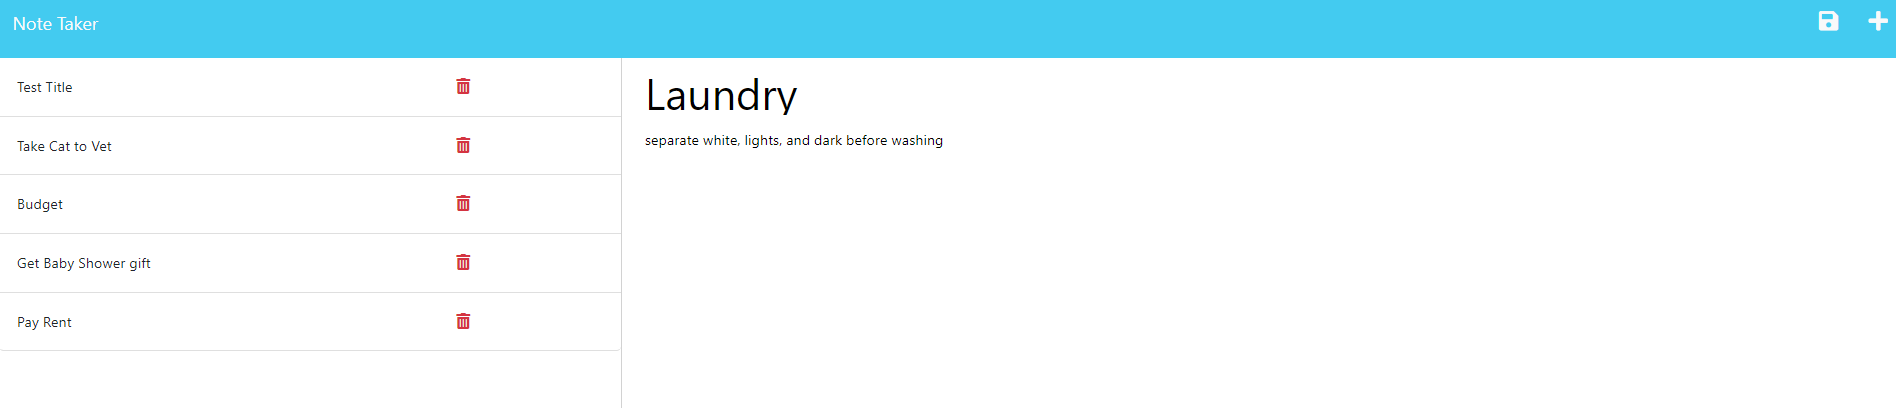 Note Taker
Test Title
Take Cat to Vet
Budget
Get Baby Shower gift
Pay Rent
Laundry
separate white, lights, and dark before washing